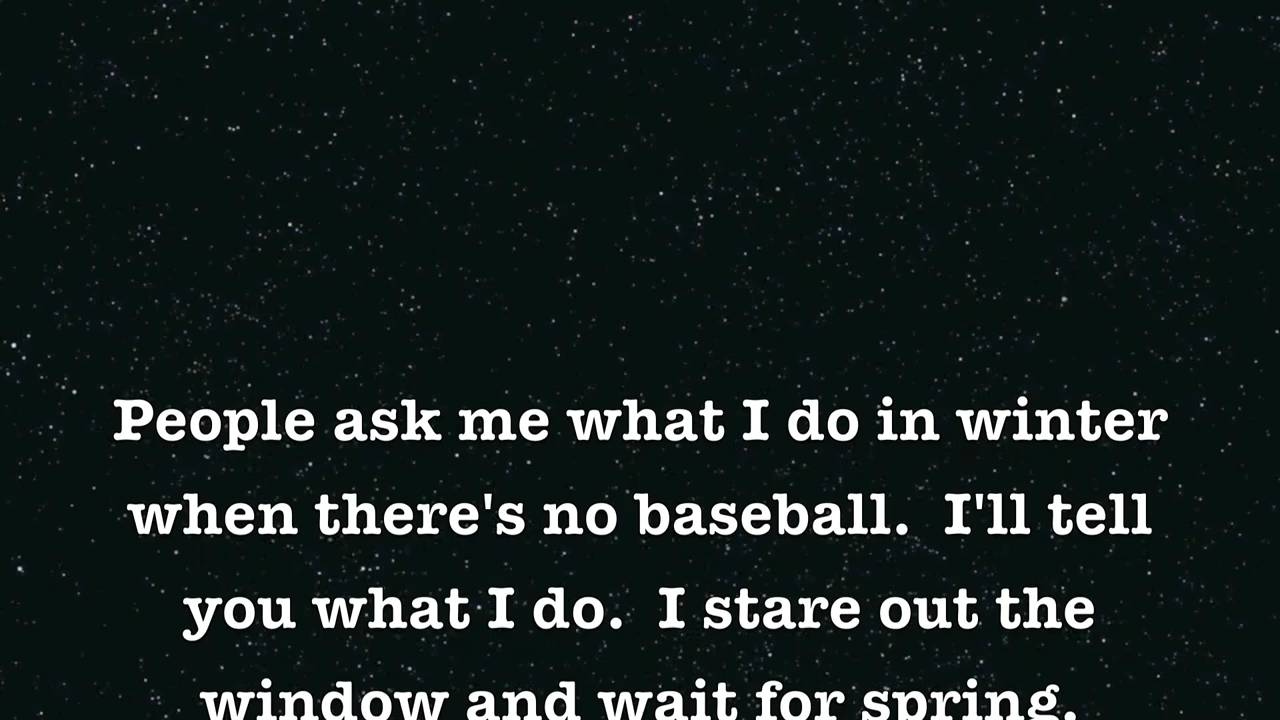 People ask me what I do in winter
when there's no baseball.  I'll tell
you what I do.  I stare out the
window and wait for spring.